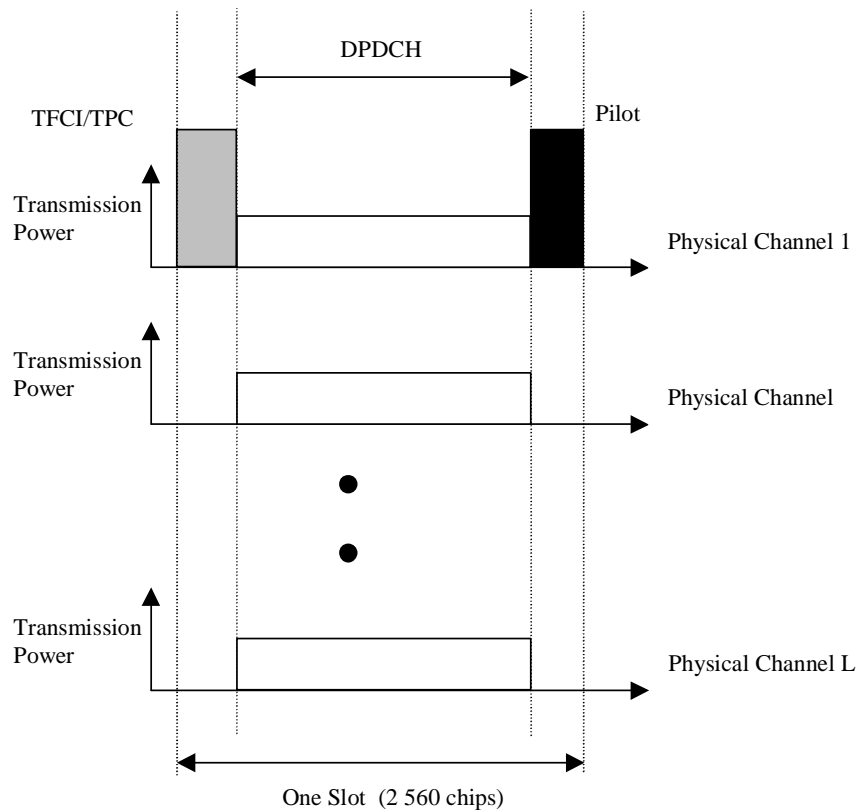 DPDCH
TFCI/TPC
Pilot
Transmission
Power
Physical Channel 1
Transmission
Power
Physical Channel
Transmission
Power
Physical Channel L
One Slot (2 560 chips)